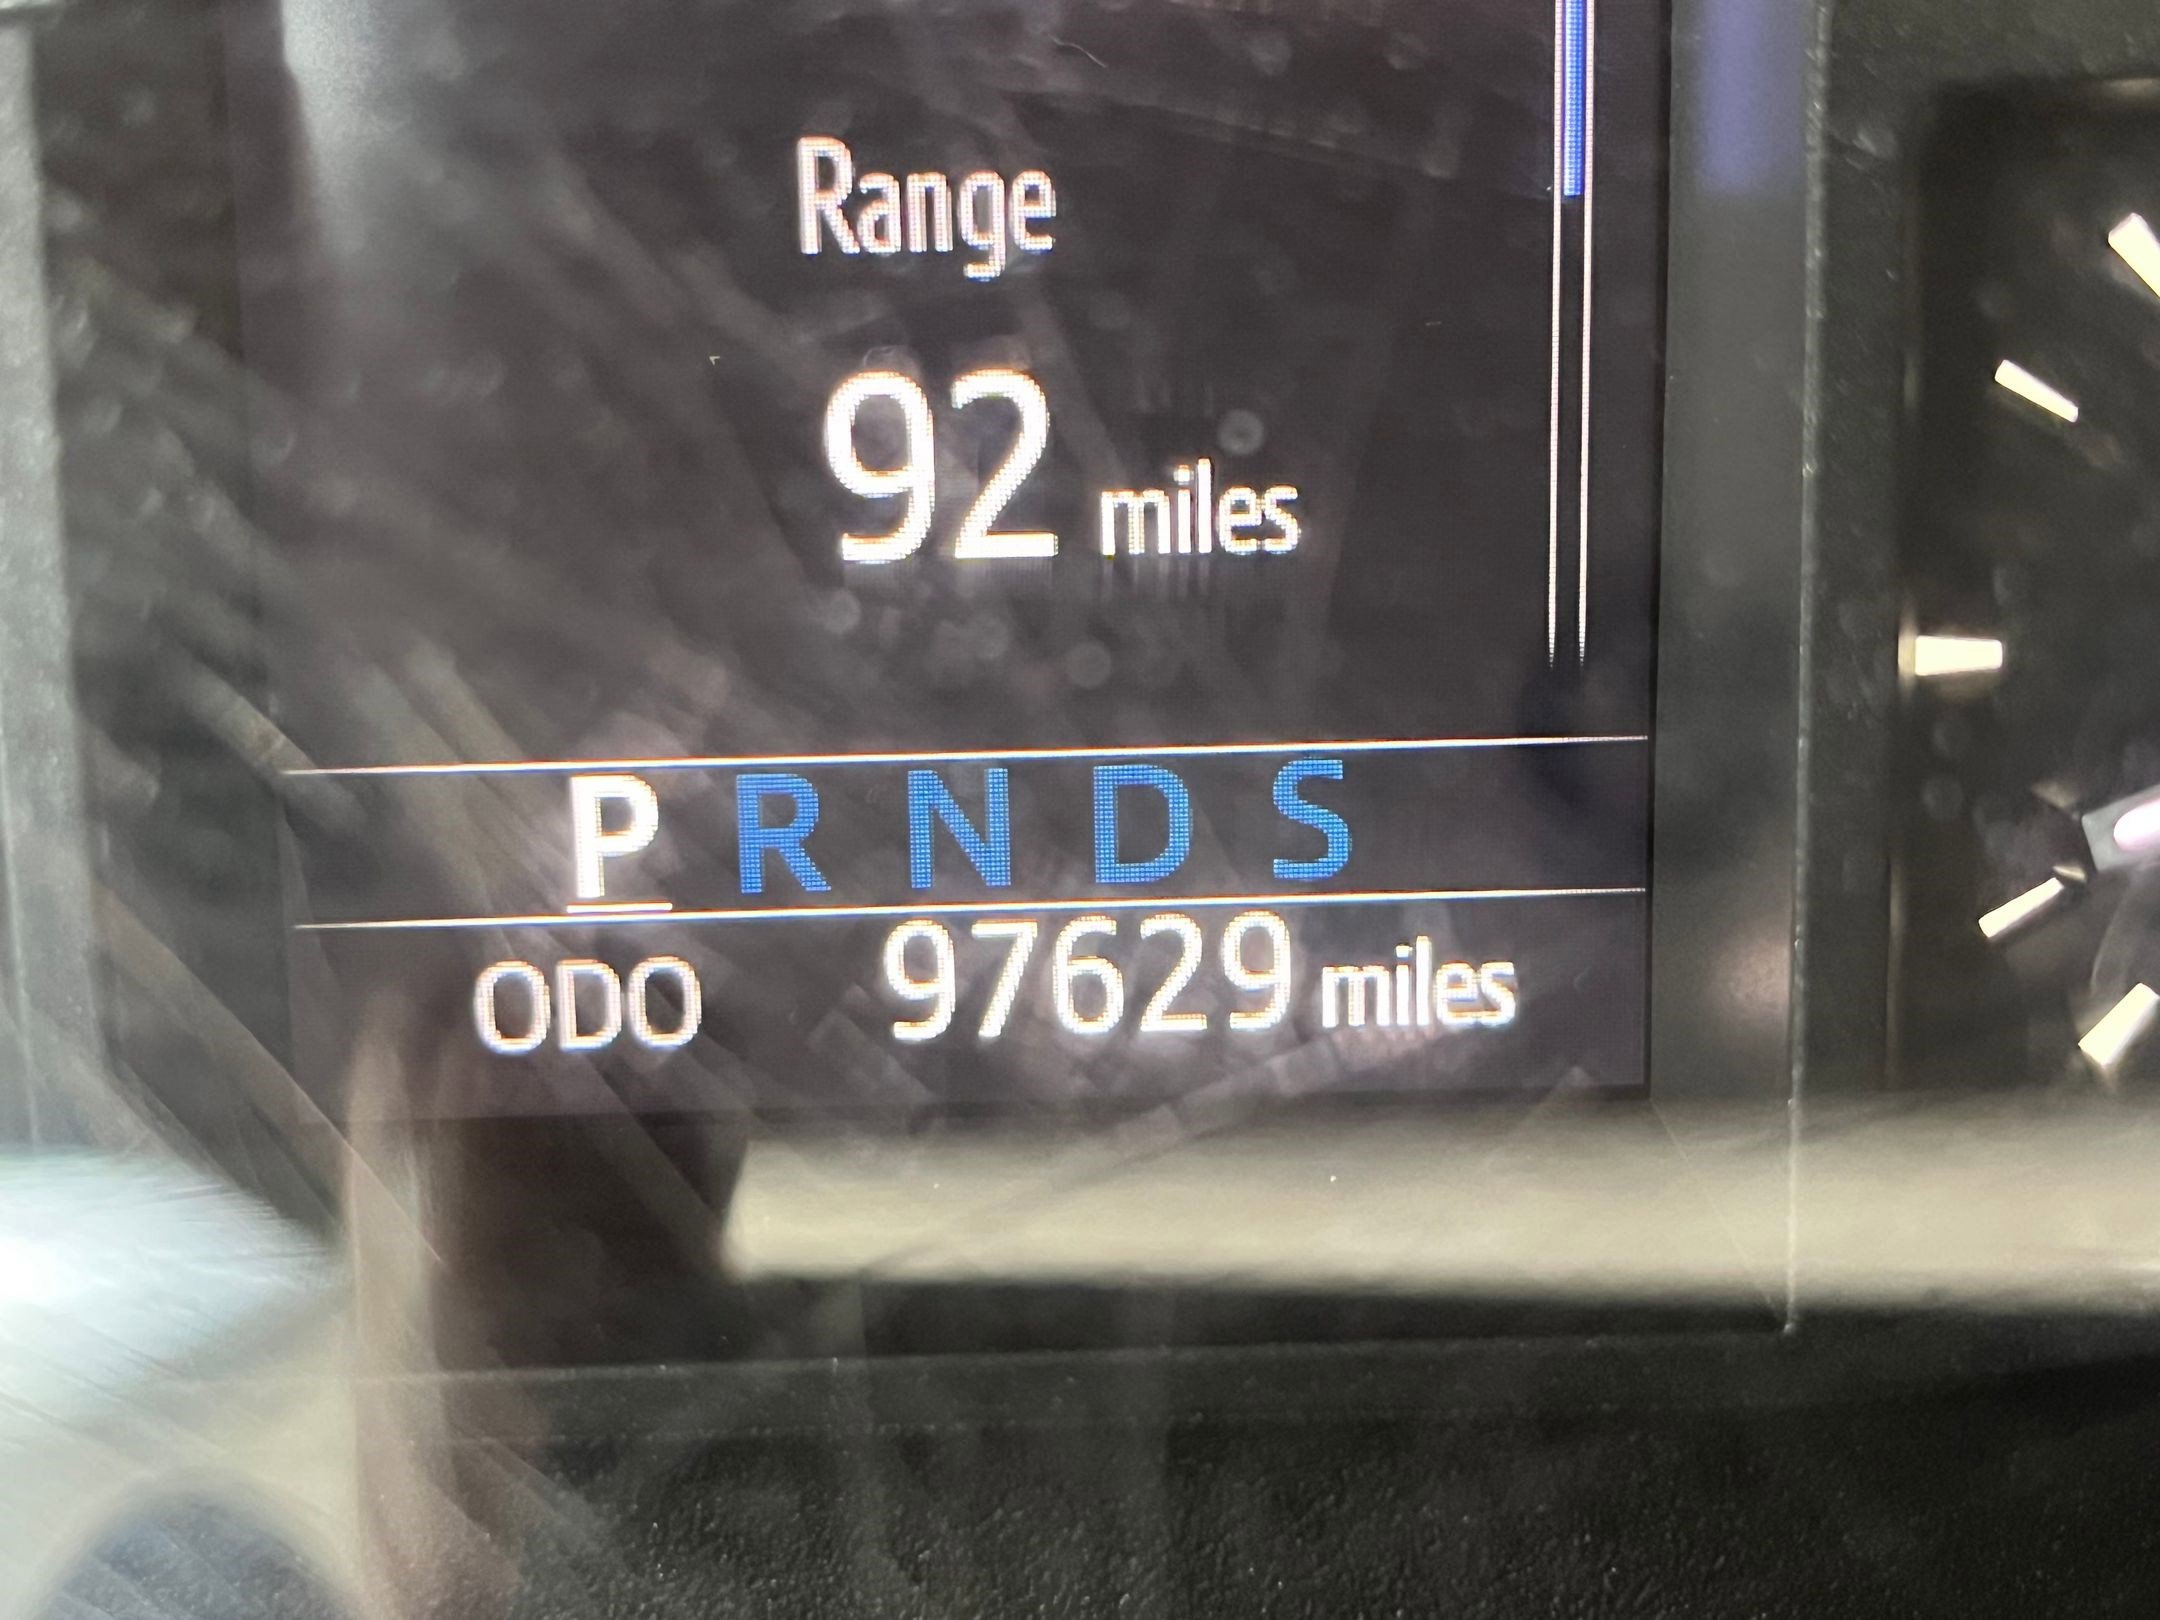 Range
92 miles
P R N D S
ODO 97629 miles